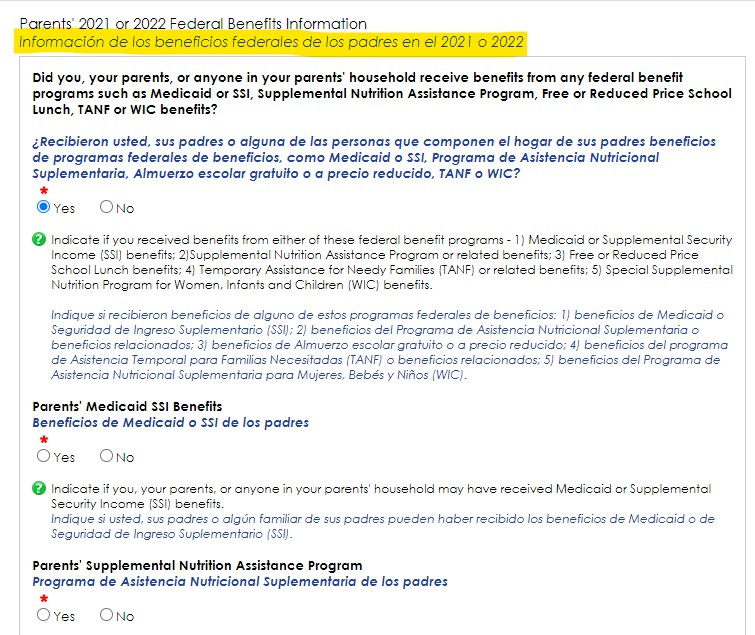 Parents' 2021 or 2022 Federal Benefits Information
Información de los beneficios federales de los padres en el 2021 o 2022
Did you, your parents, or anyone in your parents' household receive benefits from any federal benefit
programs such as Medicaid or SSI, Supplemental Nutrition Assistance Program, Free or Reduced Price School
Lunch, TANF or WIC benefits?
¿Recibieron usted, sus padres o alguna de las personas que componen el hogar de sus padres beneficios
de programas federales de beneficios, como Medicaid o SSI, Programa de Asistencia Nutricional
Suplementaria, Almuerzo escolar gratuito o a precio reducido, TANF o WIC?
*
Yes No
? Indicate if you received benefits from either of these federal benefit programs - 1) Medicaid or Supplemental Security
Income (SSI) benefits; 2)Supplemental Nutrition Assistance Program or related benefits; 3) Free or Reduced Price
School Lunch benefits; 4) Temporary Assistance for Needy Families (TANF) or related benefits; 5) Special Supplemental
Nutrition Program for Women, Infants and Children (WIC) benefits.
Indique si recibieron beneficios de alguno de estos programas federales de beneficios: 1) beneficios de Medicaid o
Seguridad de Ingreso Suplementario (SSI); 2) beneficios del Programa de Asistencia Nutricional Suplementaria o
beneficios relacionados; 3) beneficios de Almuerzo escolar gratuito o a precio reducido; 4) beneficios del programa
de Asistencia Temporal para Familias Necesitadas (TANF) o beneficios relacionados; 5) beneficios del Programa de
Asistencia Nutricional Suplementaria para Mujeres, Bebés y Niños (WIC).
Parents' Medicaid SSI Benefits
Beneficios de Medicaid o SSI de los padres
*
Yes No
? Indicate if you, your parents, or anyone in your parents' household may have received Medicaid or Supplemental
Security Income (SSI) benefits.
Indique si usted, sus padres o algún familiar de sus padres pueden haber recibido los beneficios de Medicaid o de
Seguridad de Ingreso Suplementario (SSI).
Parents' Supplemental Nutrition Assistance Program
Programa de Asistencia Nutricional Suplementaria de los padres
*
Yes No